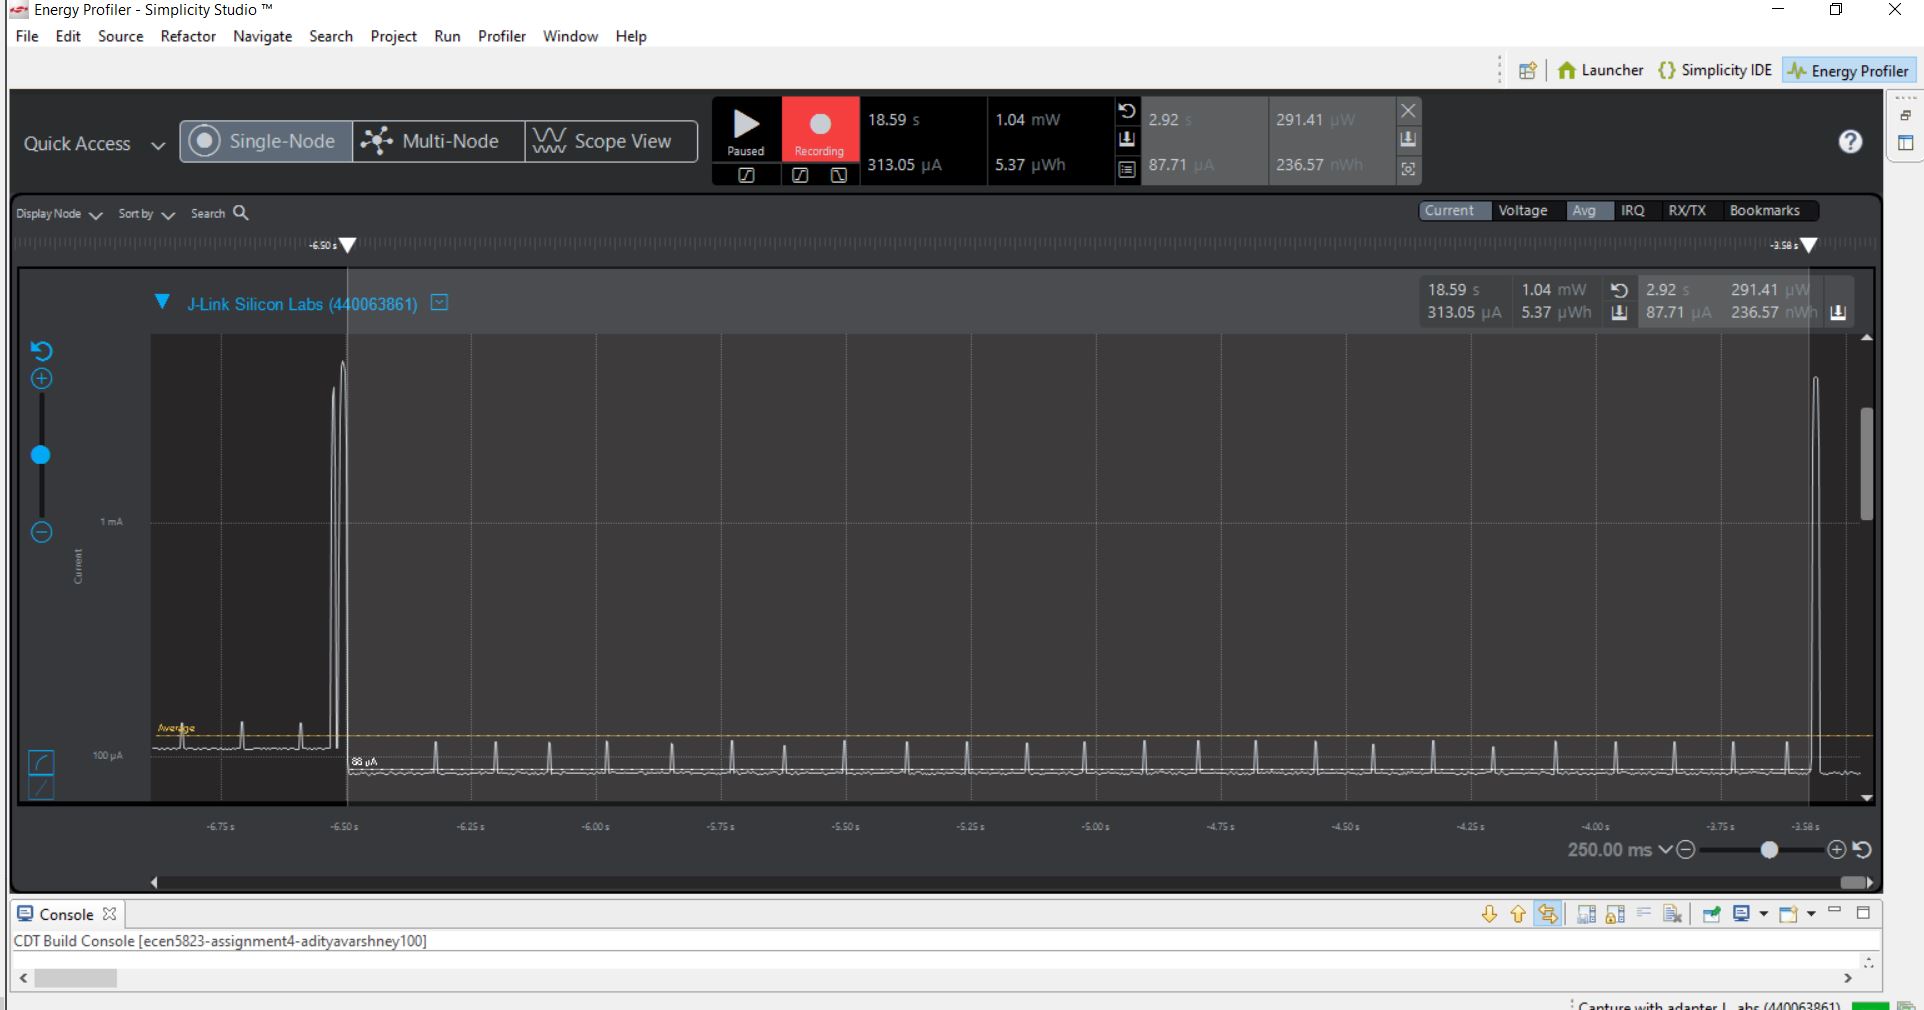 Energy Profiler - Simplicity Studio ™
File Edit Source Refactor Navigate Search Project Run Profiler Window Help
Launcher Simplicity IDE Energy Profiler
Quick Access Single-Node Multi-Node Scope View
Paused Recording
18.59 s 1.04 mW 2.92 s 291.41 µW
313.05 µA 5.37 µWh 87.71 µA 236.57 nWh
Display Node Sort by Search
Current Voltage Avg IRQ RX/TX Bookmarks
-6.50 s -3.58 s
J-Link Silicon Labs (440063861)
18.59 s 1.04 mW 2.92 s 291.41 µW
313.05 µA 5.37 µWh 87.71 µA 236.57 nWh
1 mA
Current
Average
100 µA
88 µA
-6.75 s -6.50 s -6.25 s -6.00 s -5.75 s -5.50 s -5.25 s -5.00 s -4.75 s -4.50 s -4.25 s -4.00 s -3.75 s -3.58 s
250.00 ms
Console
CDT Build Console [ecen5823-assignment4-adityavarshney100]
Capture with adapter J abs (440063861)